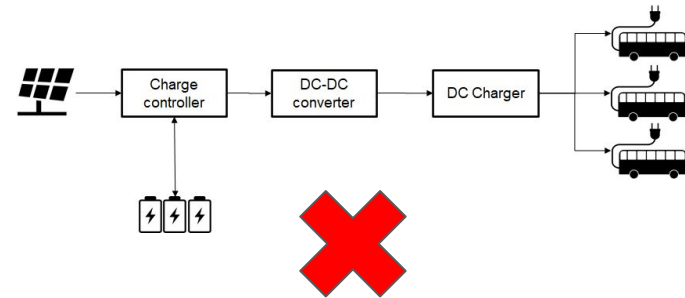 Charge
controller
DC-DC
converter
DC Charger